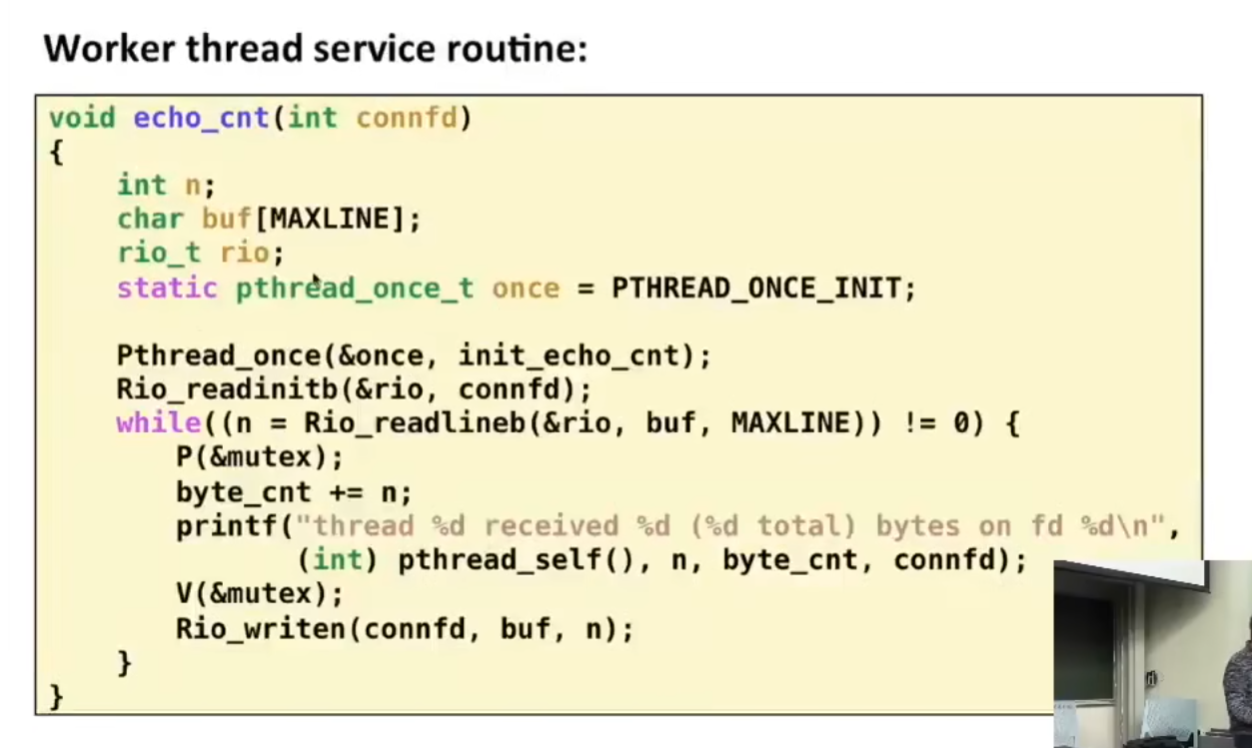 Worker thread service routine:
void echo_cnt(int connfd)
{
    int n;
    char buf[MAXLINE];
    rio_t rio;
    static pthread_once_t once = PTHREAD_ONCE_INIT;

    Pthread_once(&once, init_echo_cnt);
    Rio_readinitb(&rio, connfd);
    while((n = Rio_readlineb(&rio, buf, MAXLINE)) != 0) {
        P(&mutex);
        byte_cnt += n;
        printf("thread %d received %d (%d total) bytes on fd %d\n",
               (int) pthread_self(), n, byte_cnt, connfd);
        V(&mutex);
        Rio_writen(connfd, buf, n);
    }
}